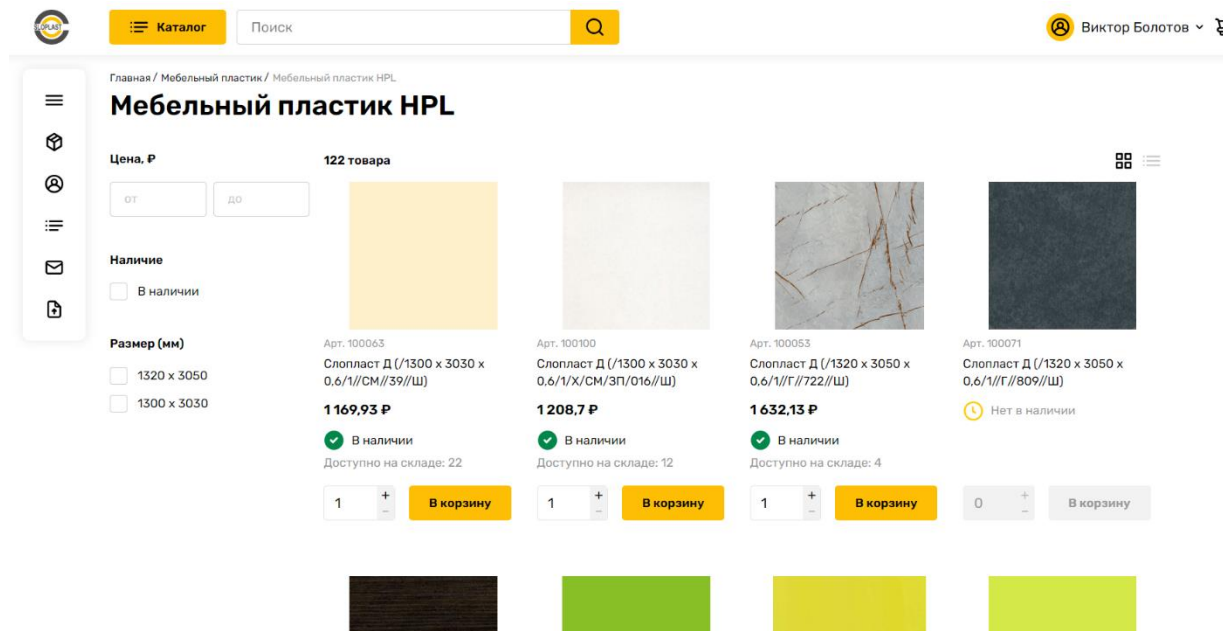 SLOPLAST
Каталог
Поиск
Виктор Болотов
Главная / Мебельный пластик / Мебельный пластик HPL
Мебельный пластик HPL
Цена, ₽
от
до
Наличие
В наличии
Размер (мм)
1320 x 3050
1300 x 3030
122 товара
Арт. 100063
Слопласт Д (/1300 x 3030 x
0,6/1//СМ//39//Ш)
1 169,93 ₽
В наличии
Доступно на складе: 22
1
+
−
В корзину
Арт. 100100
Слопласт Д (/1300 x 3030 x
0,6/1/Х/СМ/ЗП/016//Ш)
1 208,7 ₽
В наличии
Доступно на складе: 12
1
+
−
В корзину
Арт. 100053
Слопласт Д (/1320 x 3050 x
0,6/1//Г//722//Ш)
1 632,13 ₽
В наличии
Доступно на складе: 4
1
+
−
В корзину
Арт. 100071
Слопласт Д (/1320 x 3050 x
0,6/1//Г//809//Ш)
Нет в наличии
0
+
−
В корзину